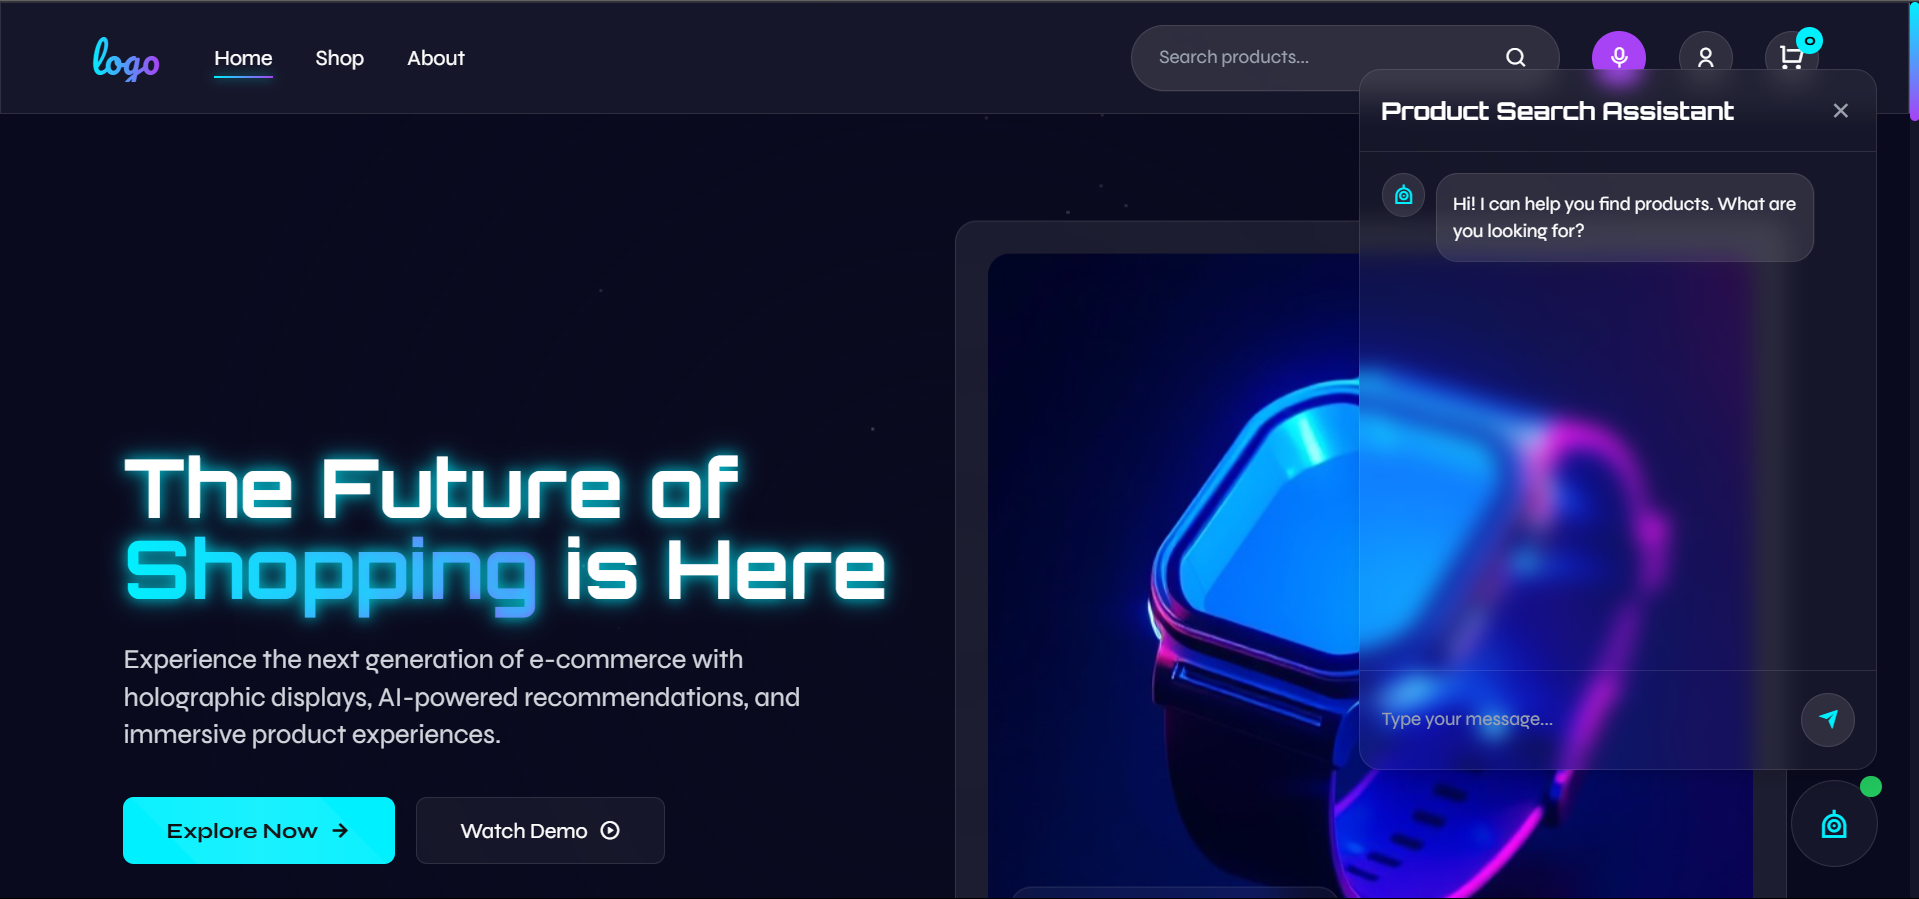 logo
Home
Shop
About
Search products...
0
Product Search Assistant
Hi! I can help you find products. What are
you looking for?
The Future of
Shopping is Here
Experience the next generation of e-commerce with
holographic displays, AI-powered recommendations, and
immersive product experiences.
Explore Now
Watch Demo
Type your message...